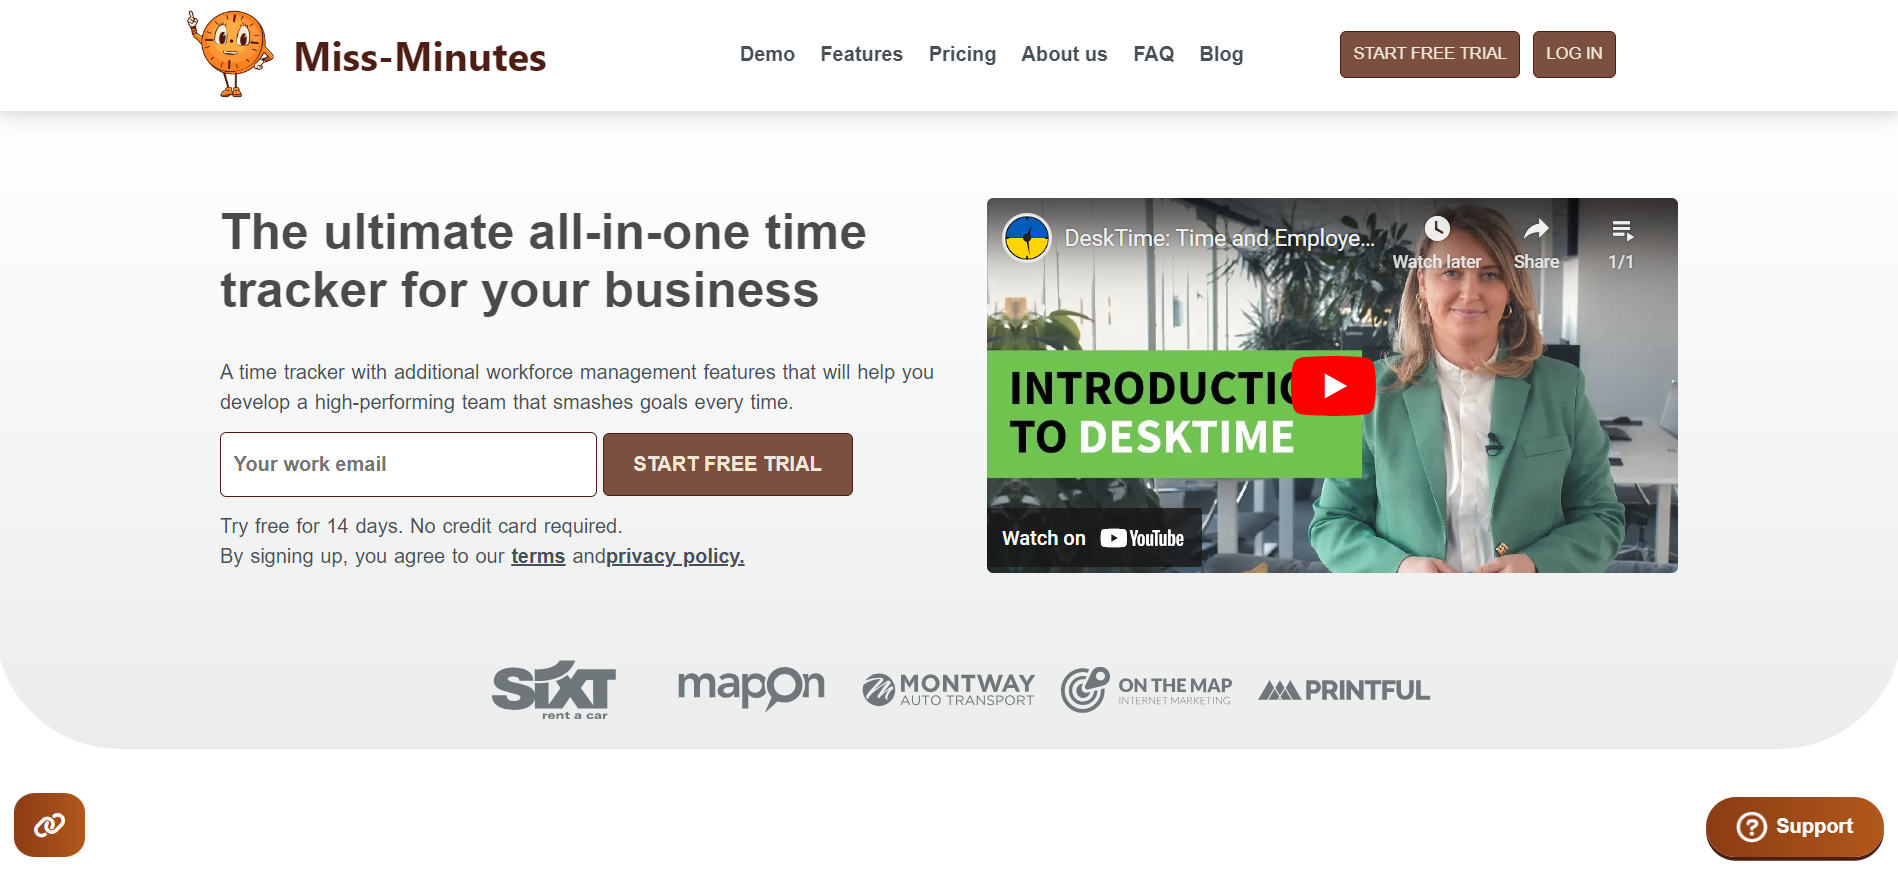 Miss-Minutes
Demo Features Pricing About us FAQ Blog
START FREE TRIAL LOG IN
The ultimate all-in-one time
tracker for your business
A time tracker with additional workforce management features that will help you
develop a high-performing team that smashes goals every time.
Your work email START FREE TRIAL
Try free for 14 days. No credit card required.
By signing up, you agree to our terms andprivacy policy.
DeskTime: Time and Employe...
Watch later Share 1/1
TO DESKTIME
Watch on YouTube
SIXT
rent a car
mapOn
MONTWAY
AUTO TRANSPORT
ON THE MAP
INTERNET MARKETING
PRINTFUL
Support